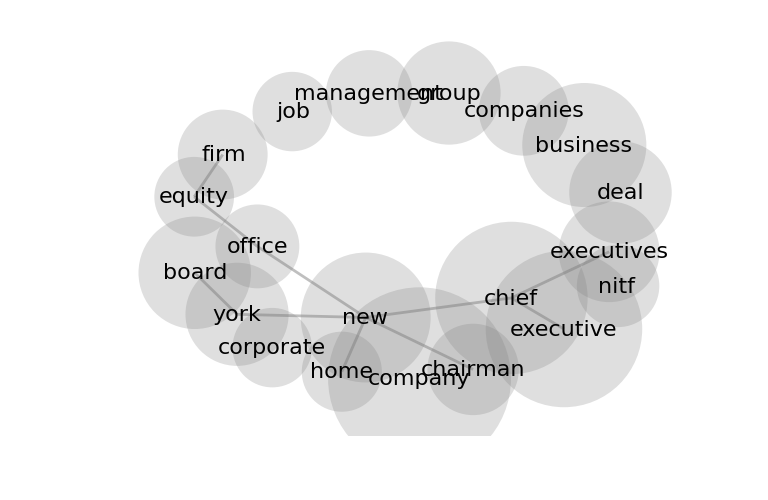 management
group
job
companies
business
firm
deal
equity
office
executives
board
nitf
chief
york
new
executive
corporate
chairman
home
company